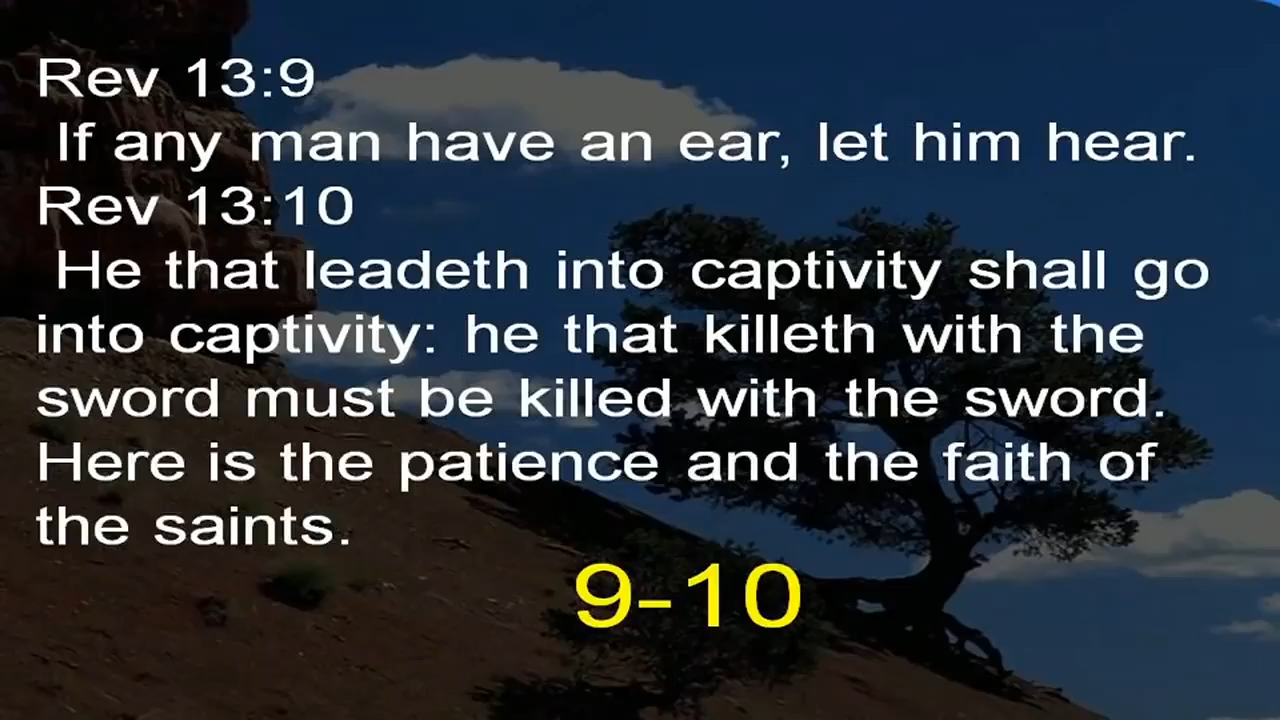 Rev 13:9
If any man have an ear, let him hear.
Rev 13:10
He that leadeth into captivity shall go
into captivity: he that killeth with the
sword must be killed with the sword.
Here is the patience and the faith of
the saints.
9-10